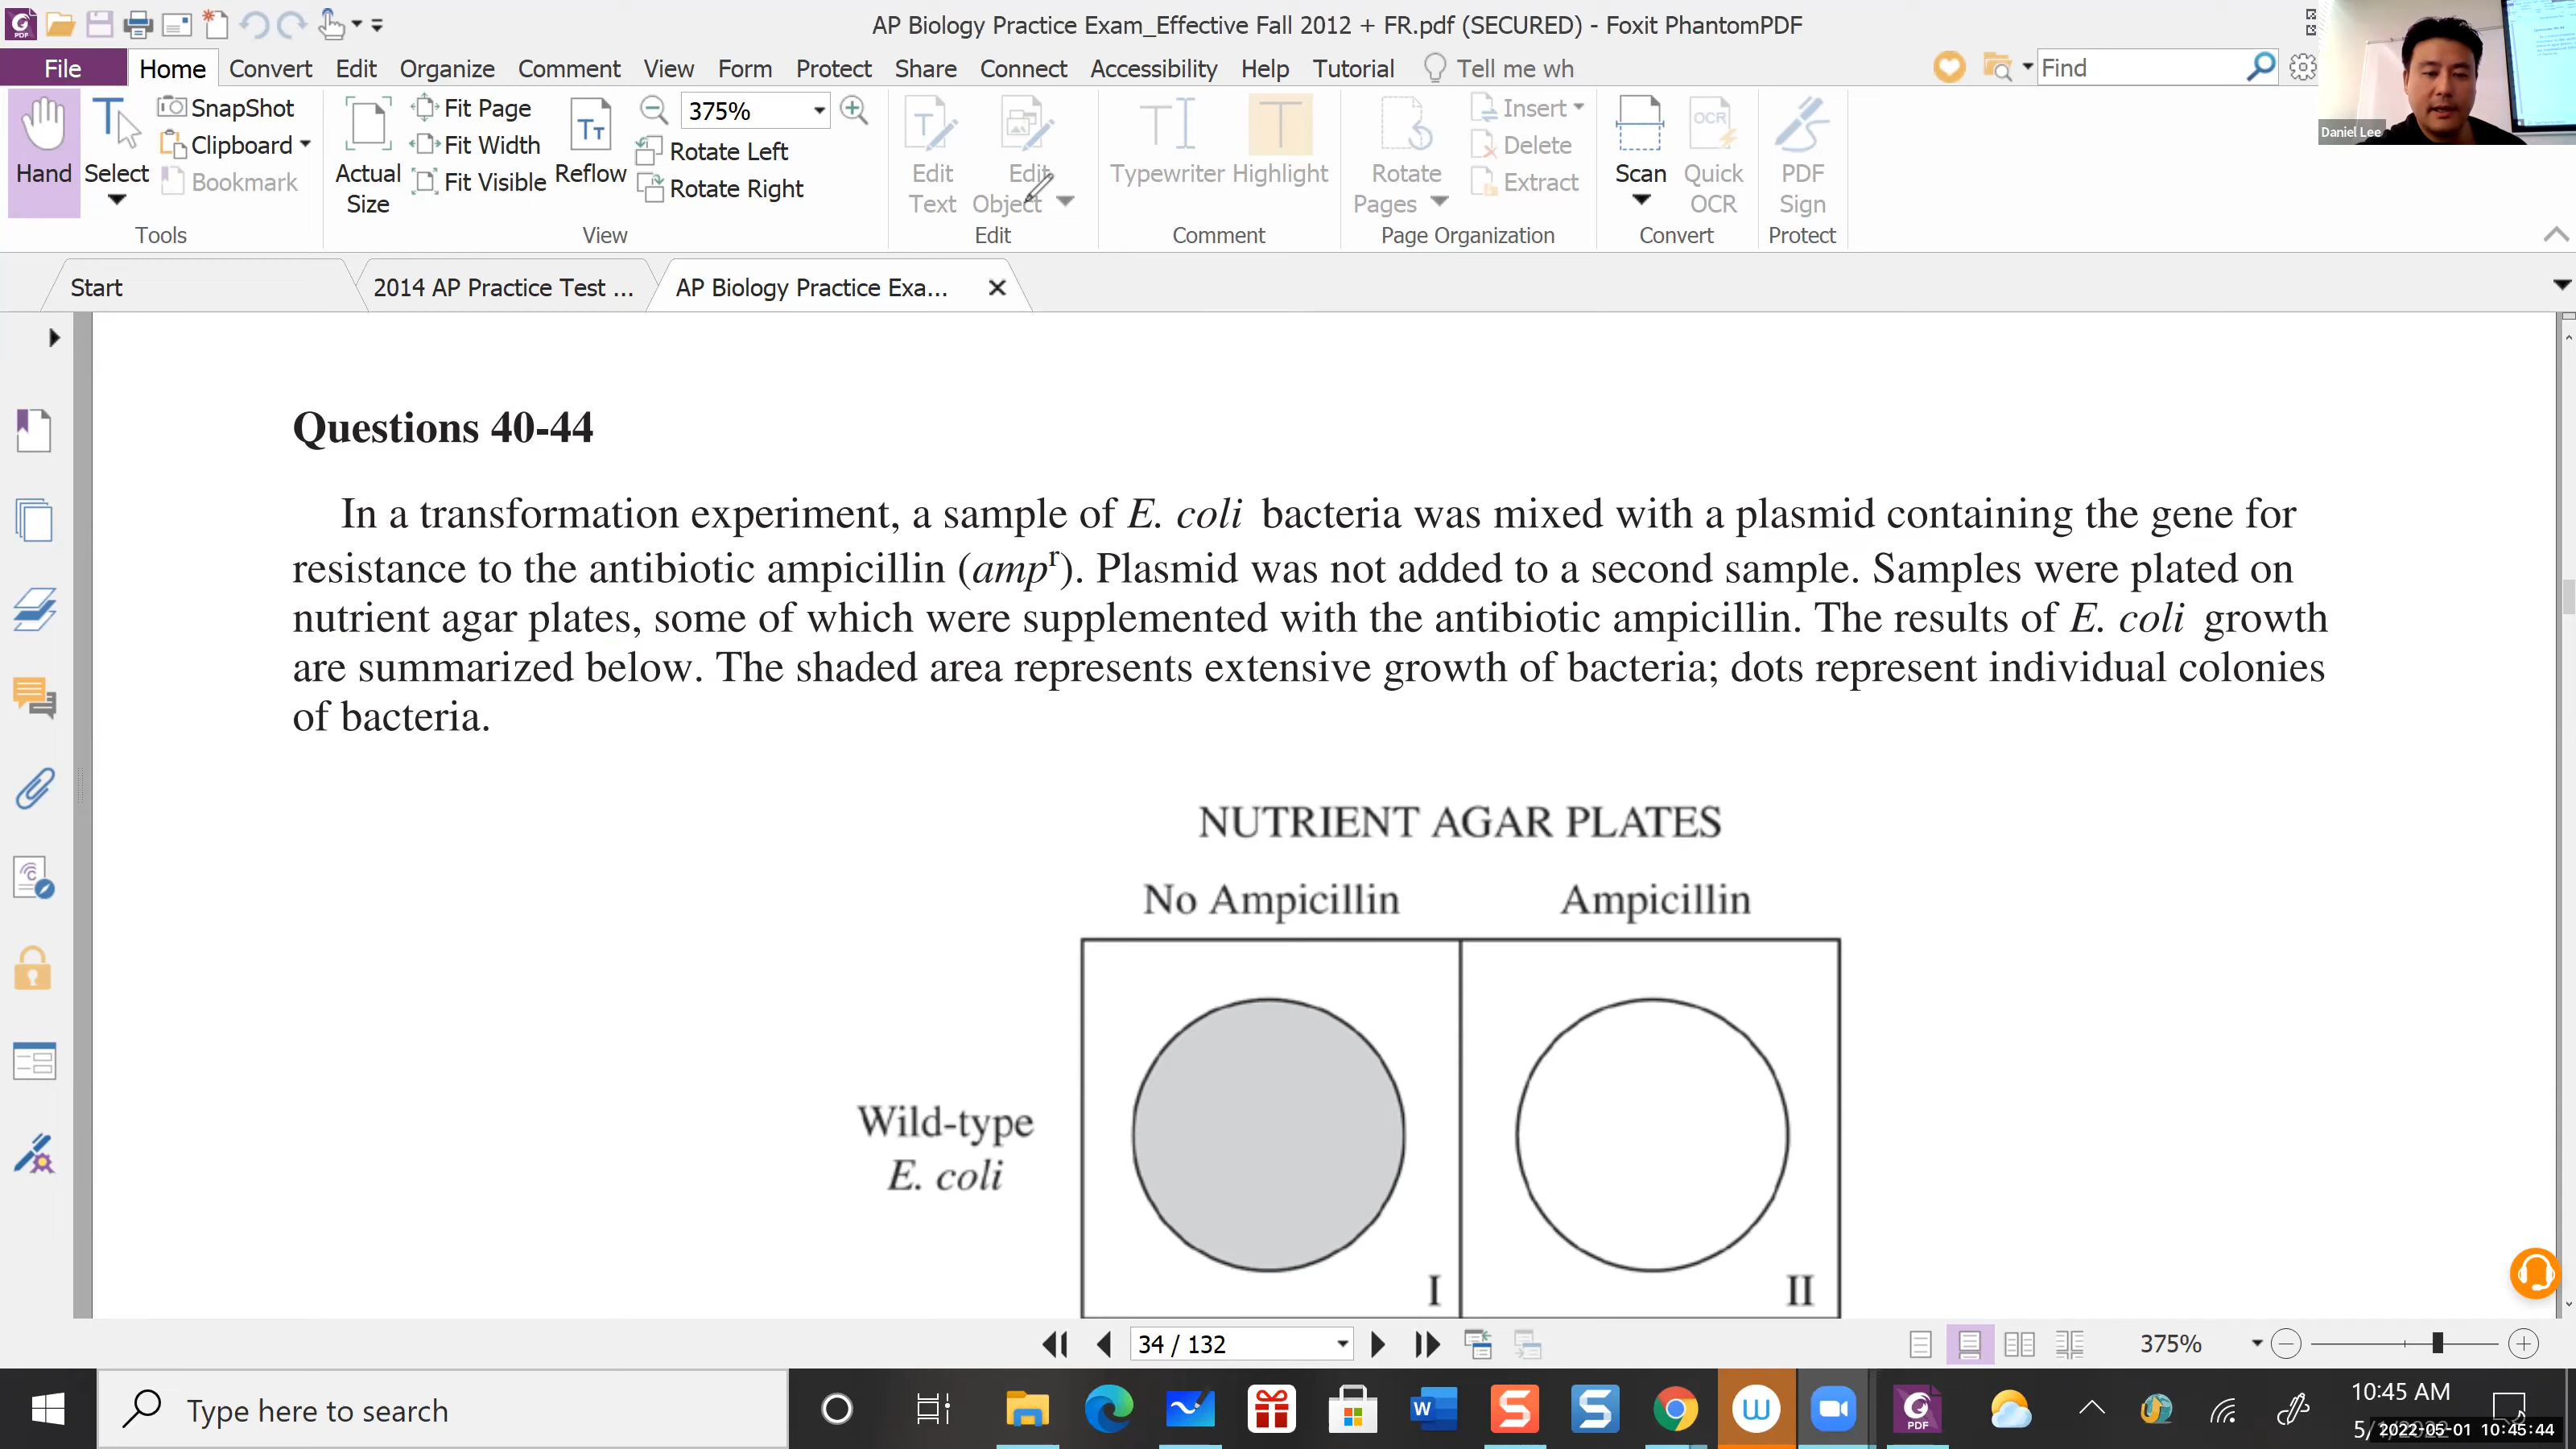 AP Biology Practice Exam_Effective Fall 2012 + FR.pdf (SECURED) - Foxit PhantomPDF
File Home Convert Edit Organize Comment View Form Protect Share Connect Accessibility Help Tutorial Tell me wh Find
Daniel Lee
Hand
Select
SnapShot
Clipboard
Bookmark
Tools
Actual Size
Fit Page
Fit Width
Fit Visible
Reflow
375%
Rotate Left
Rotate Right
View
Edit Text
Edit Object
Edit
Typewriter
Highlight
Comment
Rotate Pages
Insert
Delete
Extract
Page Organization
Scan
Quick OCR
Convert
PDF Sign
Protect
Start
2014 AP Practice Test ...
AP Biology Practice Exa...
Questions 40-44
In a transformation experiment, a sample of E. coli bacteria was mixed with a plasmid containing the gene for
resistance to the antibiotic ampicillin (ampʳ). Plasmid was not added to a second sample. Samples were plated on
nutrient agar plates, some of which were supplemented with the antibiotic ampicillin. The results of E. coli growth
are summarized below. The shaded area represents extensive growth of bacteria; dots represent individual colonies
of bacteria.
NUTRIENT AGAR PLATES
No Ampicillin Ampicillin
Wild-type
E. coli
I II
34 / 132
375%
Type here to search
10:45 AM
2022-05-01 10:45:44